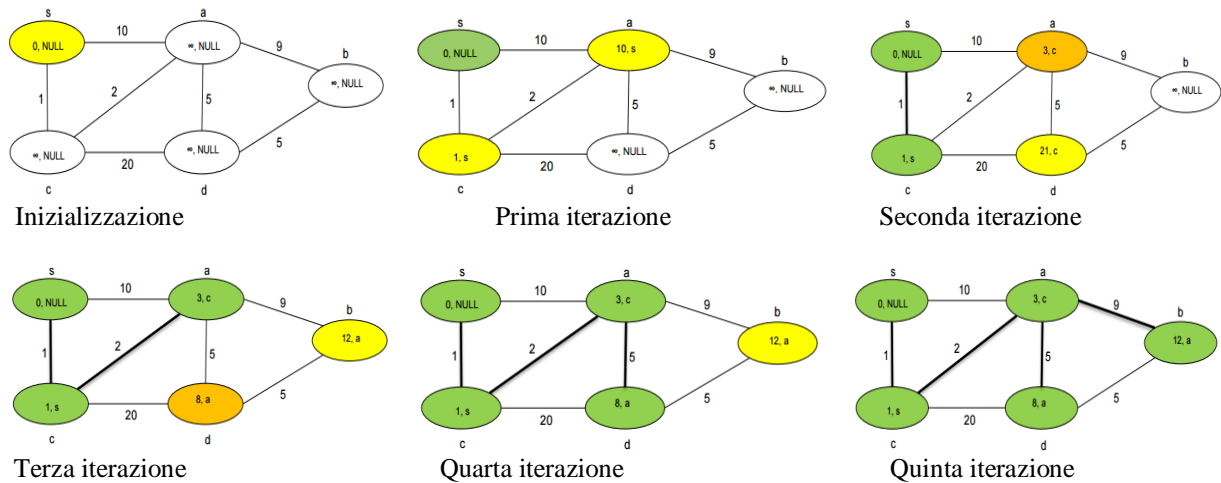 s
a
10
0, NULL
∞, NULL
9
b
1
2
5
∞, NULL
∞, NULL
∞, NULL
5
20
c
d
Inizializzazione
s
a
10
0, NULL
10, s
9
b
1
2
5
∞, NULL
1, s
∞, NULL
5
20
c
d
Prima iterazione
s
a
10
0, NULL
3, c
9
b
1
2
5
∞, NULL
1, s
21, c
5
20
c
d
Seconda iterazione
s
a
10
0, NULL
3, c
9
b
1
2
5
12, a
1, s
8, a
5
20
c
d
Terza iterazione
s
a
10
0, NULL
3, c
9
b
1
2
5
12, a
1, s
8, a
5
20
c
d
Quarta iterazione
s
a
10
0, NULL
3, c
9
b
1
2
5
12, a
1, s
8, a
5
20
c
d
Quinta iterazione